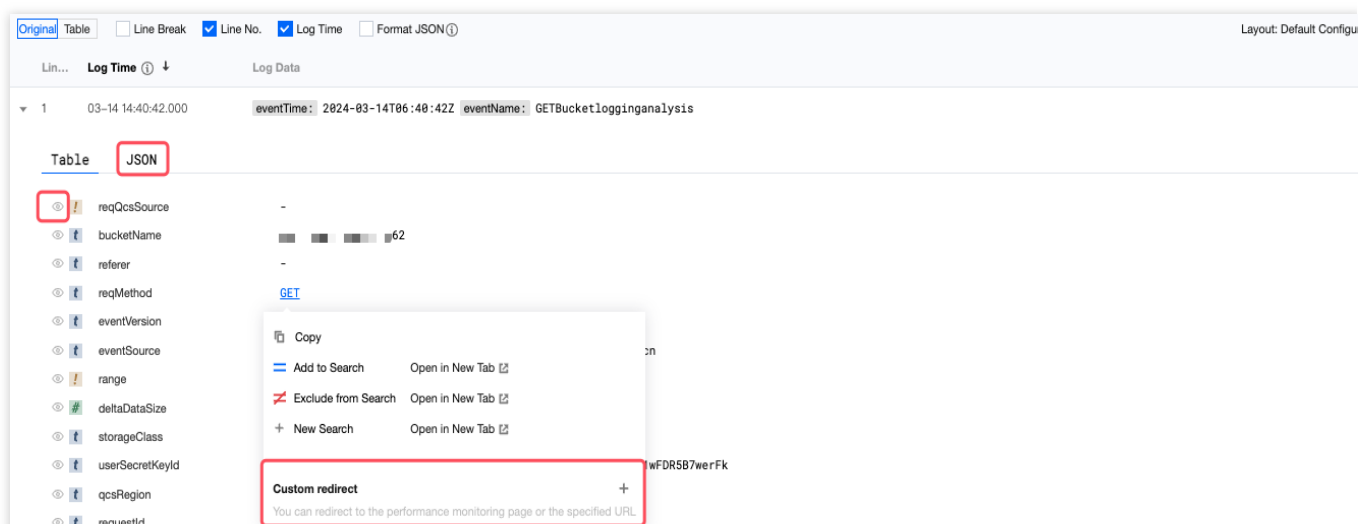 Original Table Line Break Line No. Log Time Format JSON Layout: Default Configur
Lin... Log Time ↓ Log Data
1 03-14 14:40:42.000 eventTime: 2024-03-14T06:40:42Z eventName: GETBucketlogginganalysis
Table JSON
! reqQcsSource -
t bucketName 62
t referer -
t reqMethod GET
t eventVersion
Copy
t eventSource cn
Add to Search Open in New Tab
! range
Exclude from Search Open in New Tab
# deltaDataSize
t storageClass
+ New Search Open in New Tab
t userSecretKeyId wFDR5B7werFk
t qcsRegion
Custom redirect +
You can redirect to the performance monitoring page or the specified URL
t requestId